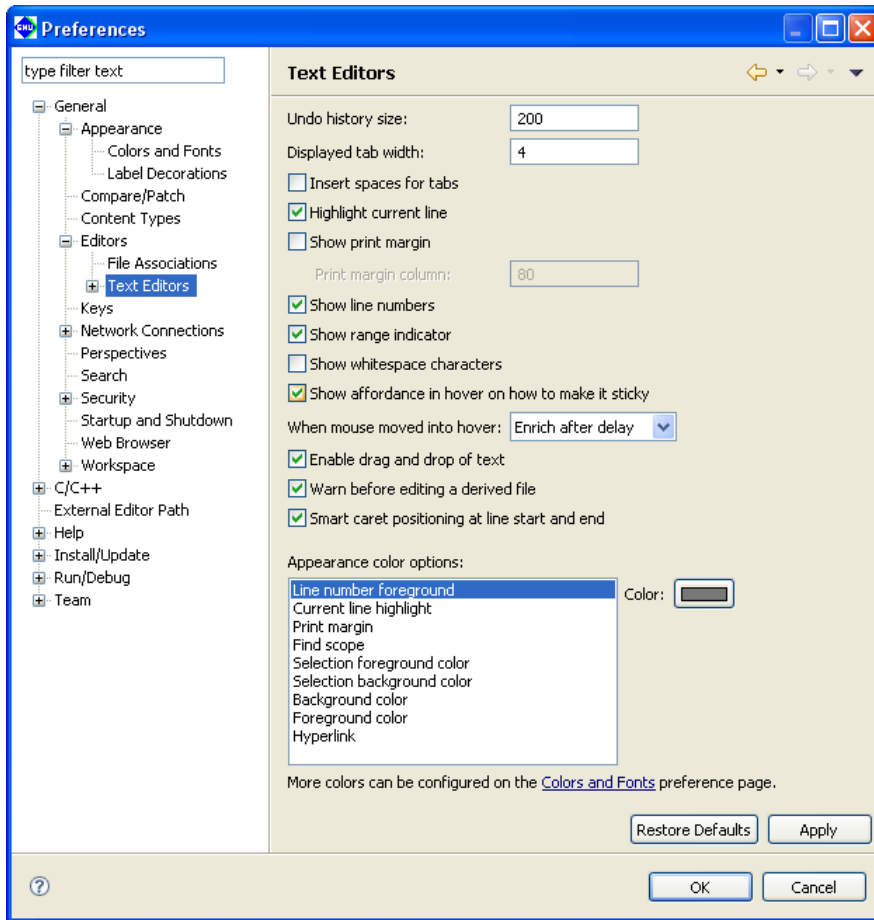 GNU Preferences
type filter text
General
Appearance
Colors and Fonts
Label Decorations
Compare/Patch
Content Types
Editors
File Associations
Text Editors
Keys
Network Connections
Perspectives
Search
Security
Startup and Shutdown
Web Browser
Workspace
C/C++
External Editor Path
Help
Install/Update
Run/Debug
Team
Text Editors
Undo history size: 200
Displayed tab width: 4
Insert spaces for tabs
Highlight current line
Show print margin
Print margin column: 80
Show line numbers
Show range indicator
Show whitespace characters
Show affordance in hover on how to make it sticky
When mouse moved into hover: Enrich after delay
Enable drag and drop of text
Warn before editing a derived file
Smart caret positioning at line start and end
Appearance color options:
Line number foreground
Color:
Current line highlight
Print margin
Find scope
Selection foreground color
Selection background color
Background color
Foreground color
Hyperlink
More colors can be configured on the Colors and Fonts preference page.
Restore Defaults Apply
? OK Cancel